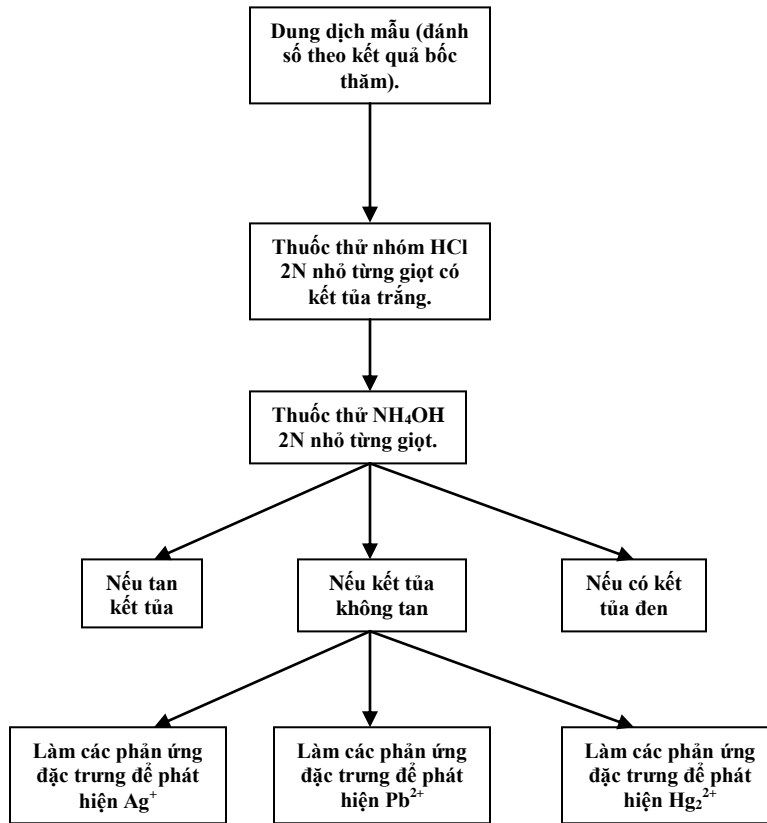 Dung dịch mẫu (đánh
số theo kết quả bốc
thăm).
Thuốc thử nhóm HCl
2N nhỏ từng giọt có
kết tủa trắng.
Thuốc thử NH₄OH
2N nhỏ từng giọt.
Nếu tan
kết tủa
Nếu kết tủa
không tan
Nếu có kết
tủa đen
Làm các phản ứng
đặc trưng để phát
hiện Ag⁺
Làm các phản ứng
đặc trưng để phát
hiện Pb²⁺
Làm các phản ứng
đặc trưng để phát
hiện Hg₂²⁺